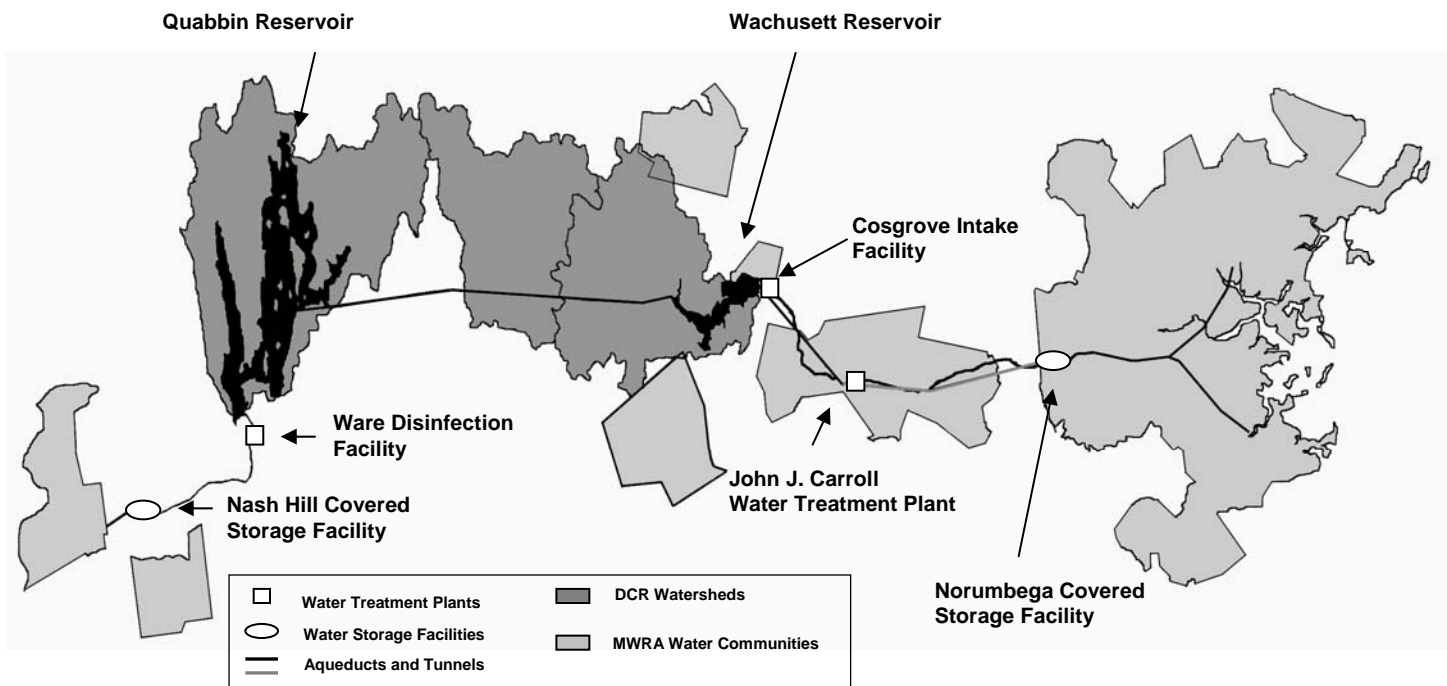 Quabbin Reservoir
Wachusett Reservoir
Cosgrove Intake
Facility
Ware Disinfection
Facility
John J. Carroll
Water Treatment Plant
Nash Hill Covered
Storage Facility
Norumbega Covered
Storage Facility
Water Treatment Plants
DCR Watersheds
Water Storage Facilities
MWRA Water Communities
Aqueducts and Tunnels